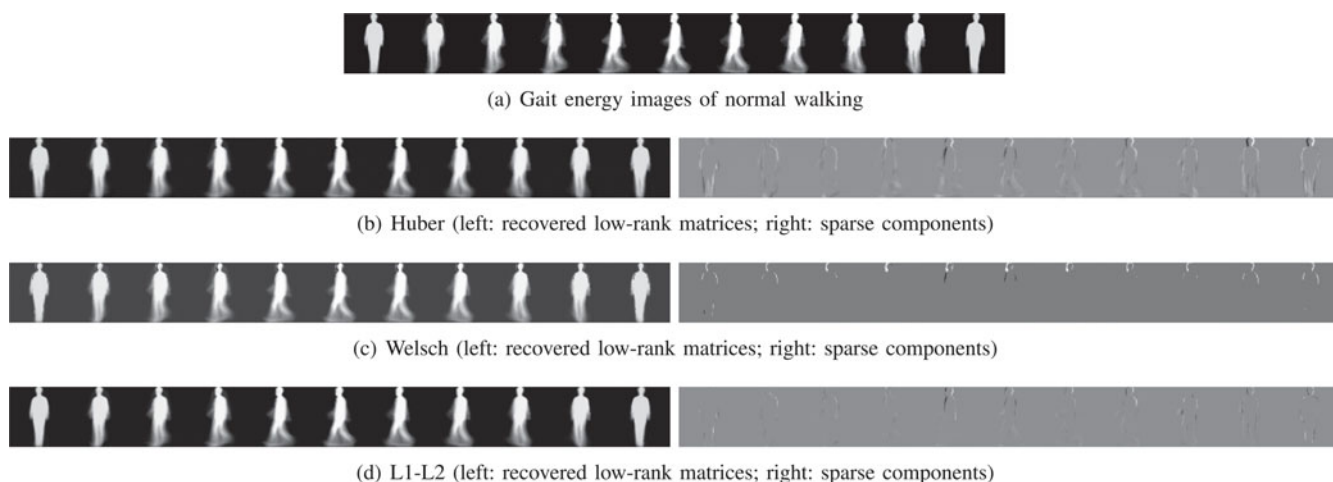 (a) Gait energy images of normal walking
(b) Huber (left: recovered low-rank matrices; right: sparse components)
(c) Welsch (left: recovered low-rank matrices; right: sparse components)
(d) L1-L2 (left: recovered low-rank matrices; right: sparse components)